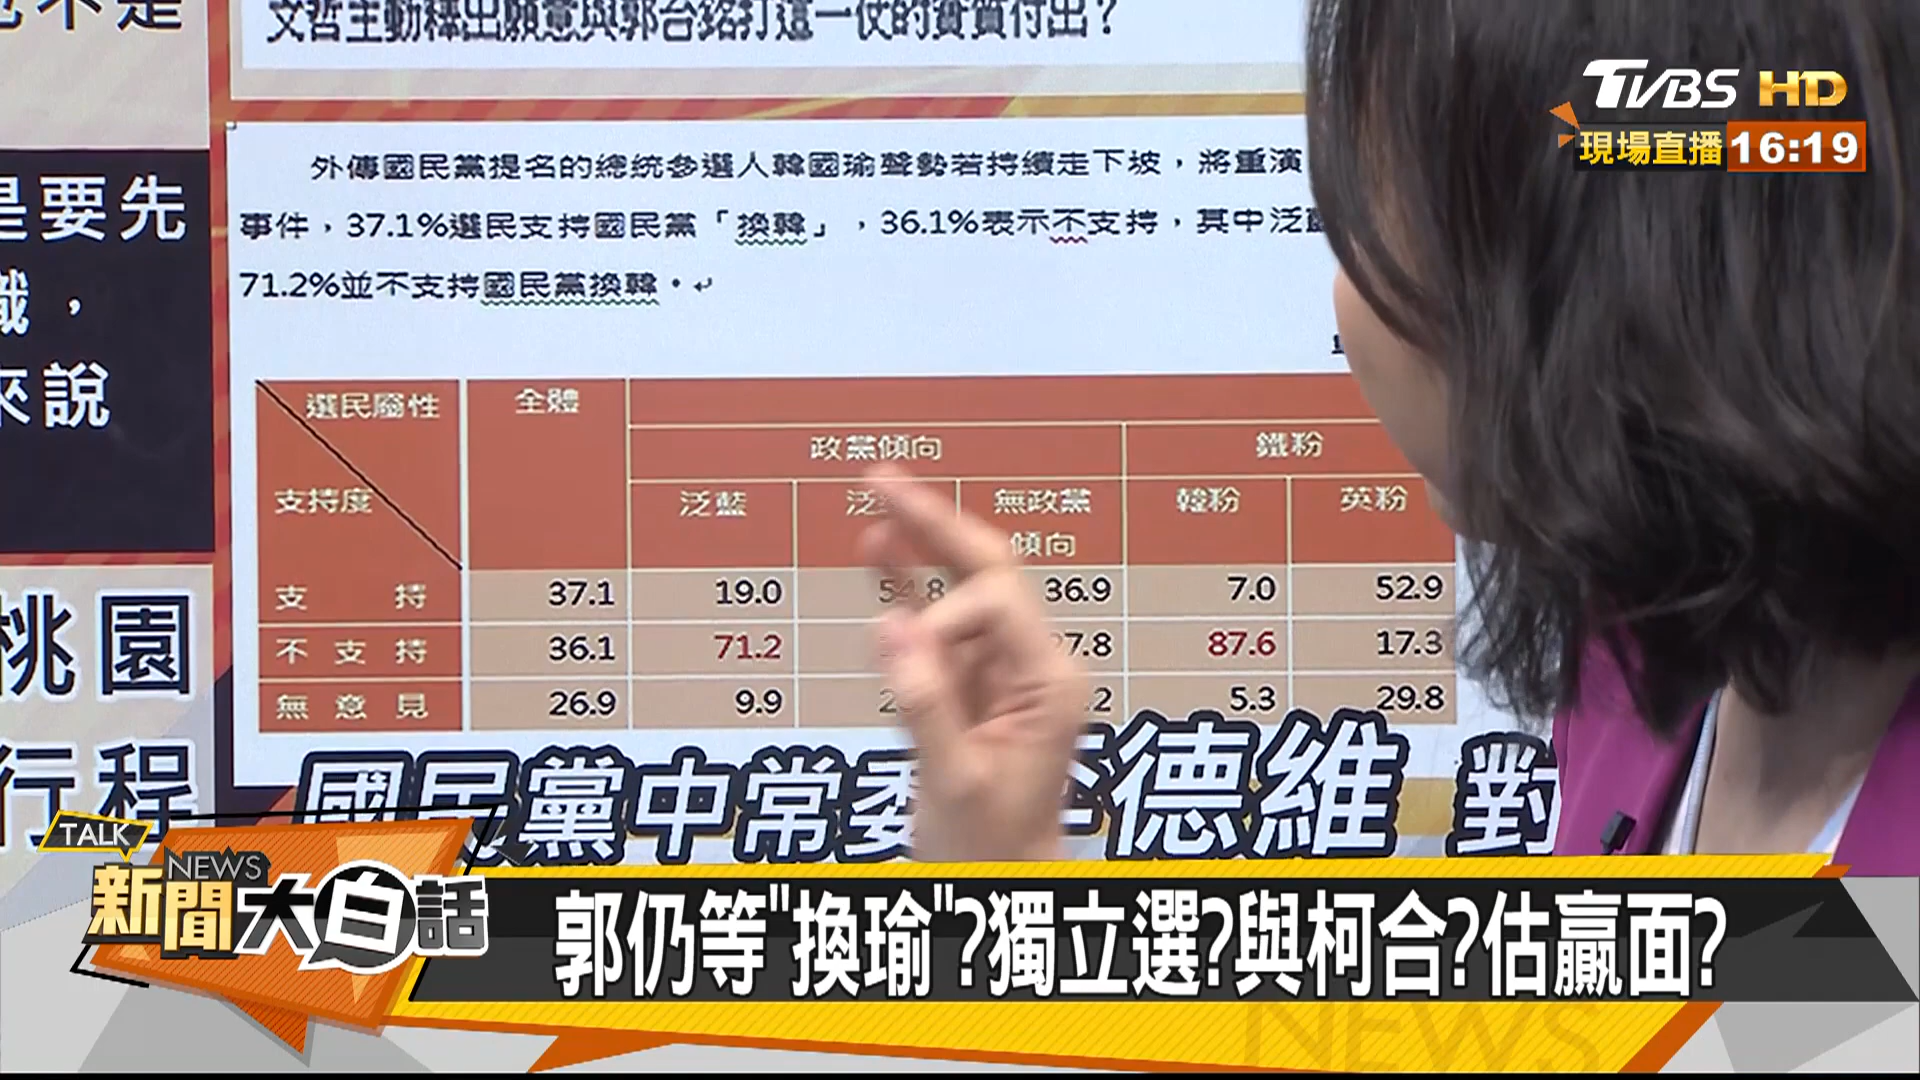 文哲主動釋出願意與郭台銘打這一仗的實質付出？
TVBS HD
現場直播 16:19
外傳國民黨提名的總統參選人韓國瑜聲勢若持續走下坡，將重演
事件，37.1%選民支持國民黨「換韓」，36.1%表示不支持，其中泛藍
71.2%並不支持國民黨換韓。
是要先
，
來說
桃園
行程
選民屬性 全體
政黨傾向 鐵粉
支持度 泛藍 無政黨傾向 韓粉 英粉
支持 37.1 19.0 54.8 36.9 7.0 52.9
不支持 36.1 71.2 87.6 17.3
無意見 26.9 9.9 5.3 29.8
國民黨中常委李德維 對
TALK NEWS
新聞大白話
郭仍等"換瑜"?獨立選?與柯合?估贏面?
NEWS